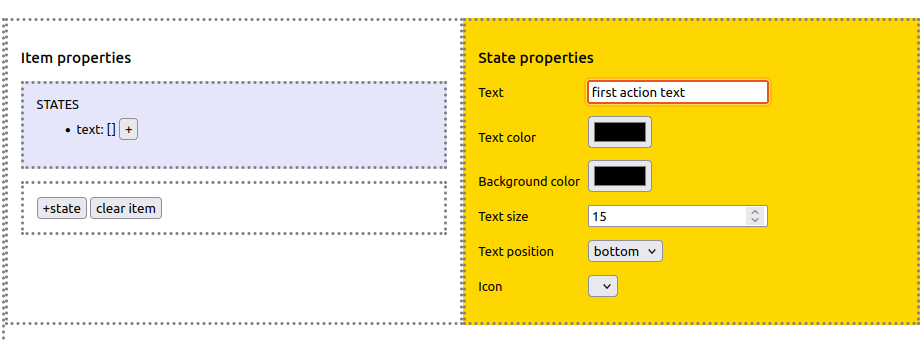 Item properties
STATES
text: [] +
+state clear item
State properties
Text first action text
Text color
Background color
Text size 15
Text position bottom
Icon